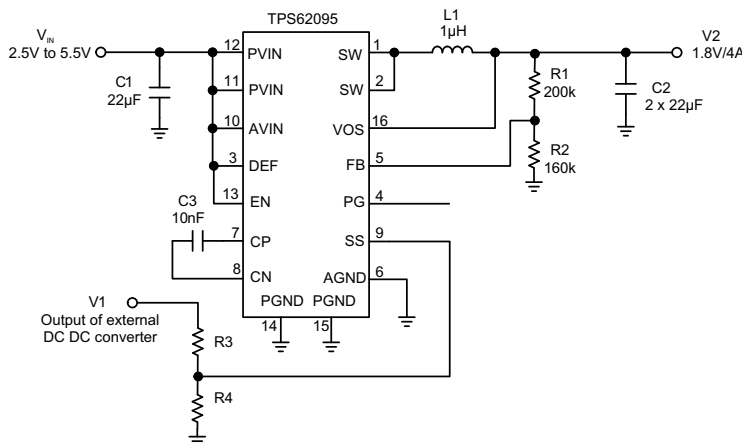 TPS62095
V_IN
2.5V to 5.5V
C1
22µF
12
PVIN
11
PVIN
10
AVIN
3
DEF
13
EN
C3
10nF
7
CP
8
CN
PGND
14
PGND
15
SW
1
SW
2
VOS
16
FB
5
PG
4
SS
9
AGND
6
L1
1µH
R1
200k
R2
160k
C2
2 x 22µF
V2
1.8V/4A
V1
Output of external
DC DC converter
R3
R4